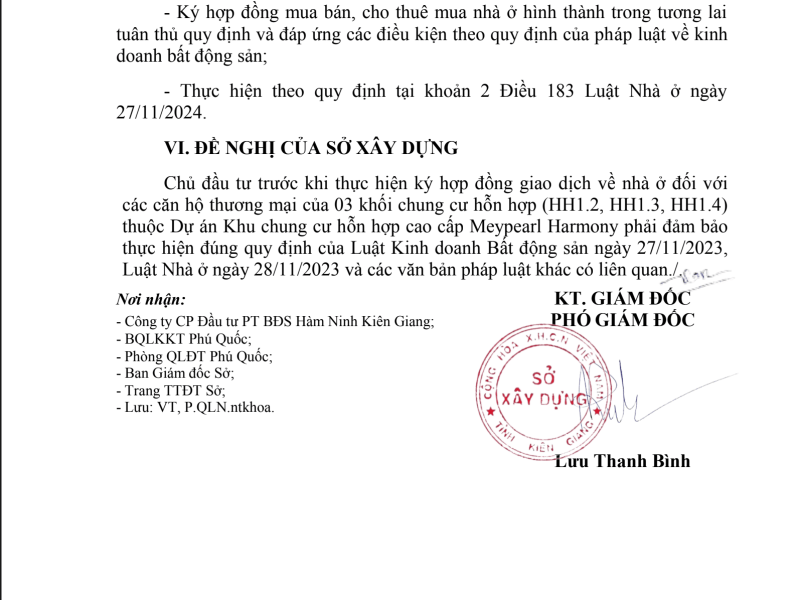 - Ký hợp đồng mua bán, cho thuê mua nhà ở hình thành trong tương lai
tuân thủ quy định và đáp ứng các điều kiện theo quy định của pháp luật về kinh
doanh bất động sản;
- Thực hiện theo quy định tại khoản 2 Điều 183 Luật Nhà ở ngày
27/11/2024.
VI. ĐỀ NGHỊ CỦA SỞ XÂY DỰNG
Chủ đầu tư trước khi thực hiện ký hợp đồng giao dịch về nhà ở đối với
các căn hộ thương mại của 03 khối chung cư hỗn hợp (HH1.2, HH1.3, HH1.4)
thuộc Dự án Khu chung cư hỗn hợp cao cấp Meypearl Harmony phải đảm bảo
thực hiện đúng quy định của Luật Kinh doanh Bất động sản ngày 27/11/2023,
Luật Nhà ở ngày 28/11/2023 và các văn bản pháp luật khác có liên quan./.
Nơi nhận:
- Công ty CP Đầu tư PT BĐS Hàm Ninh Kiên Giang;
- BQLKKT Phú Quốc;
- Phòng QLĐT Phú Quốc;
- Ban Giám đốc Sở;
- Trang TTĐT Sở;
- Lưu: VT, P.QLN.ntkhoa.
KT. GIÁM ĐỐC
PHÓ GIÁM ĐỐC
CỘNG HÒA X.H.C.N VIỆT NAM
SỞ
XÂY DỰNG
TỈNH KIÊN GIANG
Lưu Thanh Bình